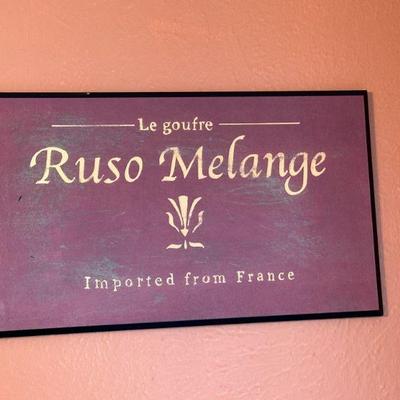 Le goufre
Ruso Melange
Imported from France